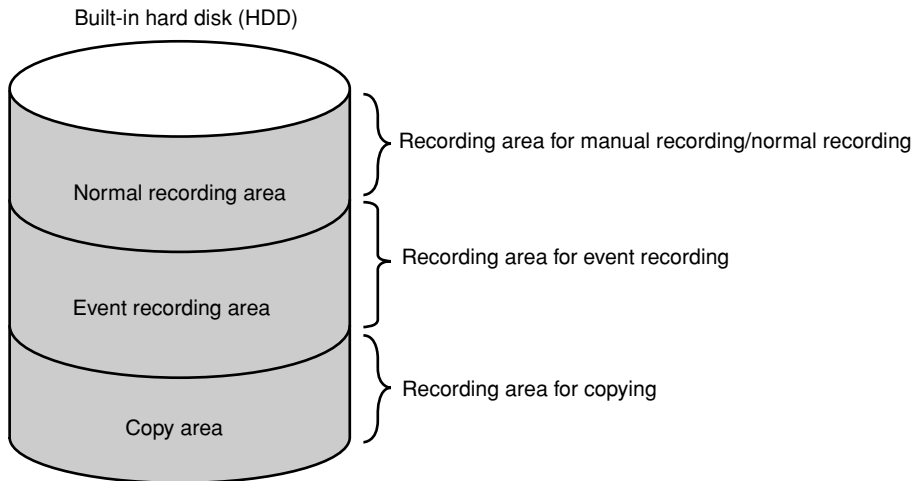 Built-in hard disk (HDD)
Recording area for manual recording/normal recording
Normal recording area
Recording area for event recording
Event recording area
Recording area for copying
Copy area